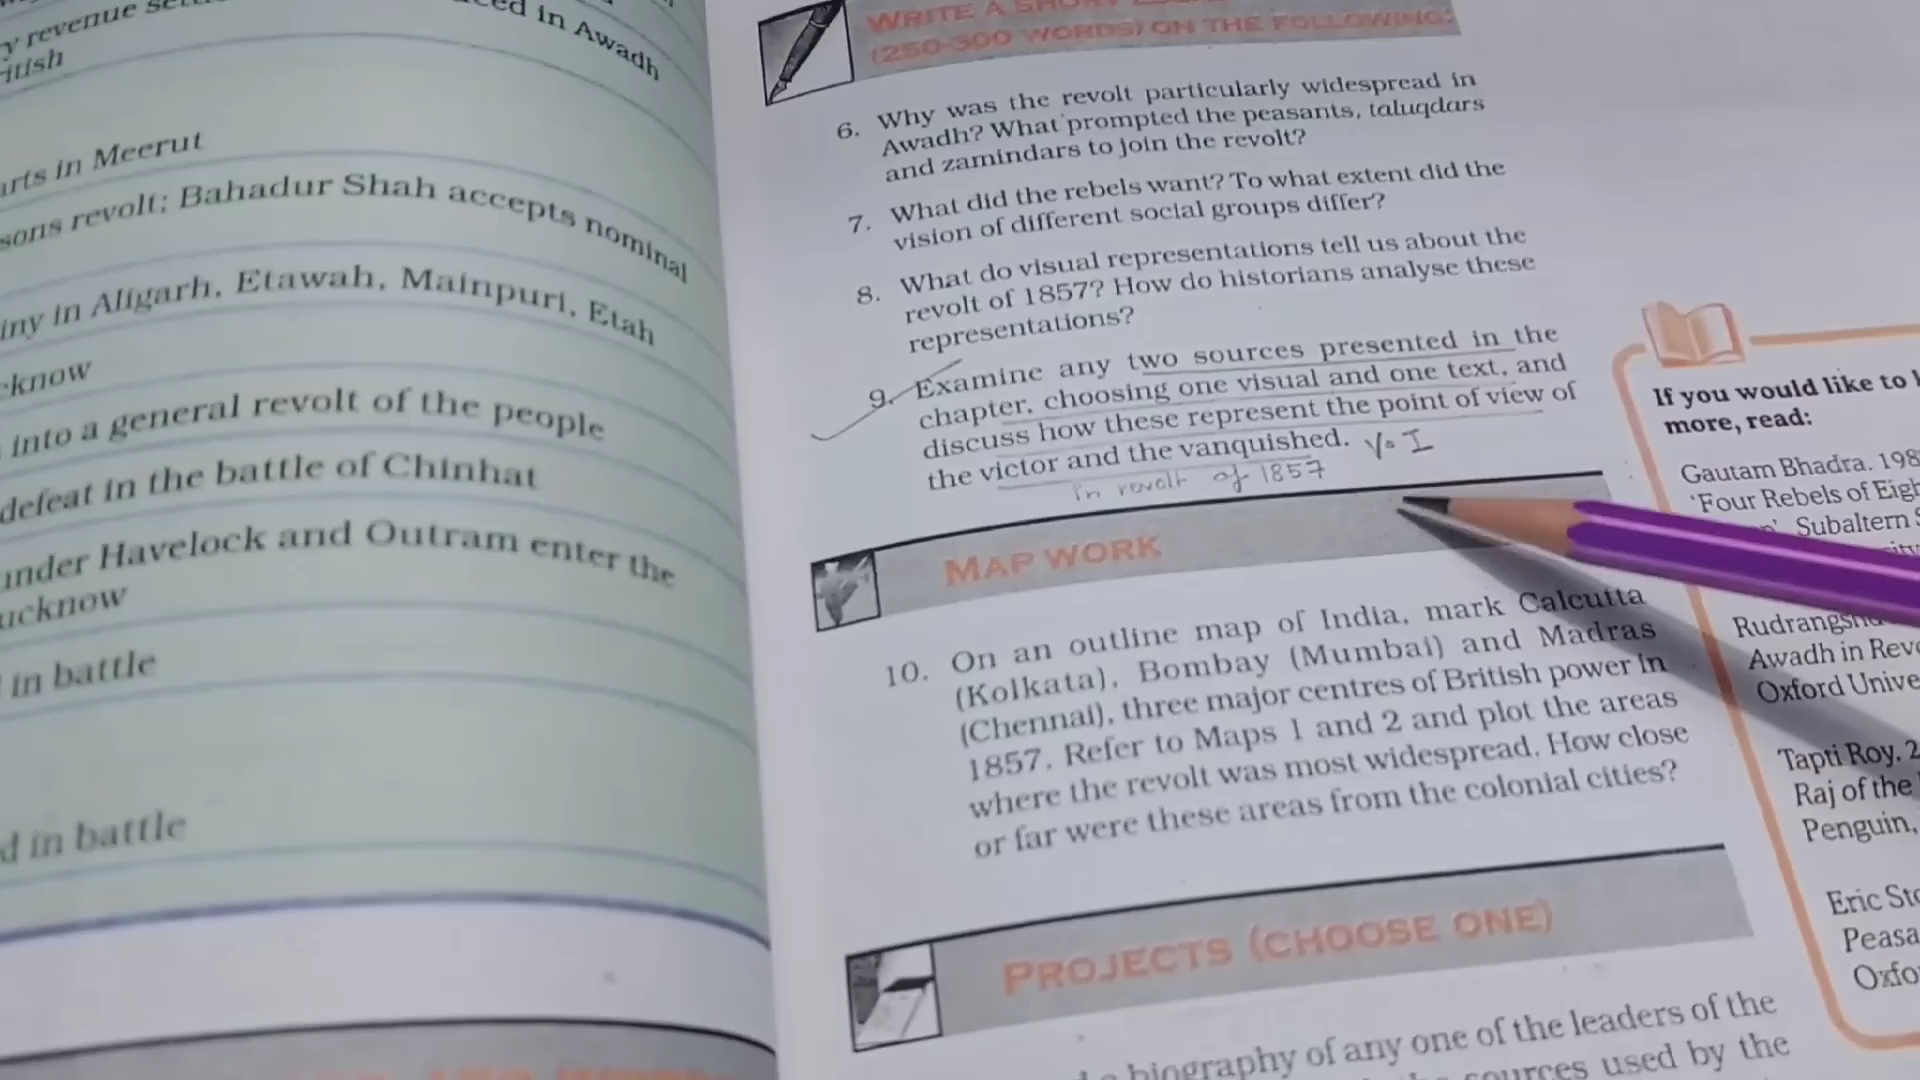 in Awadh
y revenue
itish
arts in Meerut
sons revolt; Bahadur Shah accepts nominal
iny in Aligarh, Etawah, Mainpuri, Etah
know
into a general revolt of the people
defeat in the battle of Chinhat
under Havelock and Outram enter the
ucknow
in battle
d in battle
WRITE A SHORT
(250-300 WORDS) ON THE FOLLOWING:
6. Why was the revolt particularly widespread in
Awadh? What prompted the peasants, taluqdars
and zamindars to join the revolt?
7. What did the rebels want? To what extent did the
vision of different social groups differ?
8. What do visual representations tell us about the
revolt of 1857? How do historians analyse these
representations?
9. Examine any two sources presented in the
chapter, choosing one visual and one text, and
discuss how these represent the point of view of
the victor and the vanquished.
in revolt of 1857
MAP WORK
10. On an outline map of India, mark Calcutta
(Kolkata), Bombay (Mumbai) and Madras
(Chennai), three major centres of British power in
1857. Refer to Maps 1 and 2 and plot the areas
where the revolt was most widespread. How close
or far were these areas from the colonial cities?
PROJECTS (CHOOSE ONE)
biography of any one of the leaders of the
sources used by the
If you would like to
more, read:
Gautam Bhadra. 198
'Four Rebels of Eigh
Subaltern S
Awadh in Revo
Oxford Unive
Tapti Roy. 2
Raj of the
Penguin,
Eric Sto
Peasa
Oxfo